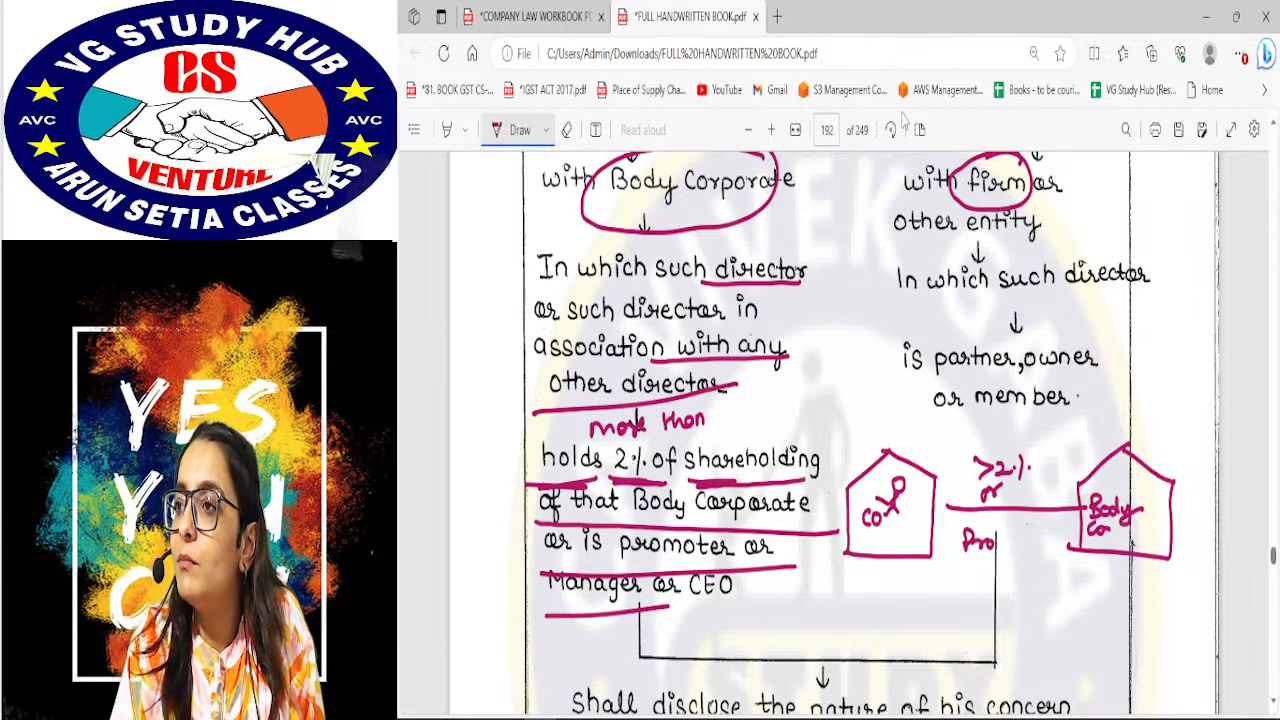 VG STUDY HUB
CS
AVC
AVC
VENTURE
ARUN SETIA CLASSES
YES
*COMPANY LAW WORKBOOK
*FULL HANDWRITTEN BOOK.pdf
File
C:/Users/Admin/Downloads/FULL%20HANDWRITTEN%20BOOK.pdf
*81. BOOK GST CS-...
*IGST ACT 2017.pdf
Place of Supply Cha...
YouTube
Gmail
S3 Management Co...
AWS Management...
Books - to be couri...
VG Study Hub (Res...
Home
Draw
Read aloud
192
of 249
with Body Corporate
In which such director
or such director in
association with any
other director
more than
holds 2% of shareholding
of that Body Corporate
or is promoter or
Manager or CEO
with firm or
other entity
In which such director
is partner, owner
or member.
>2%
or
Pro
Co
Body
Co
Shall disclose the nature of his concern